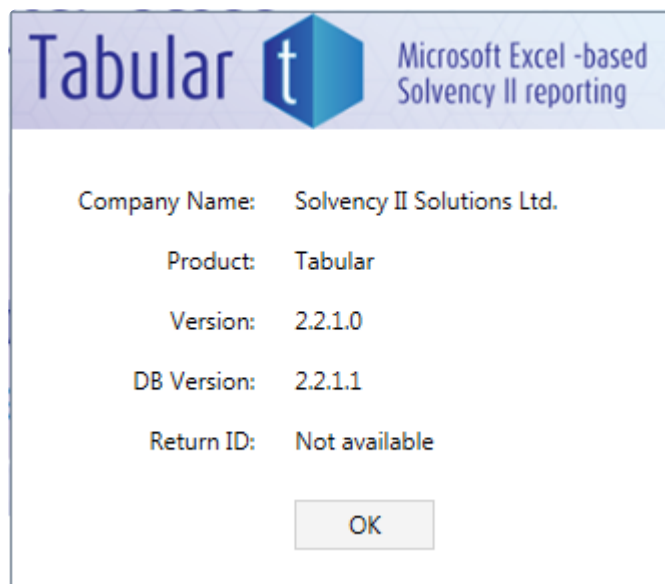 Tabular t Microsoft Excel -based
Solvency II reporting
Company Name: Solvency II Solutions Ltd.
Product: Tabular
Version: 2.2.1.0
DB Version: 2.2.1.1
Return ID: Not available
OK